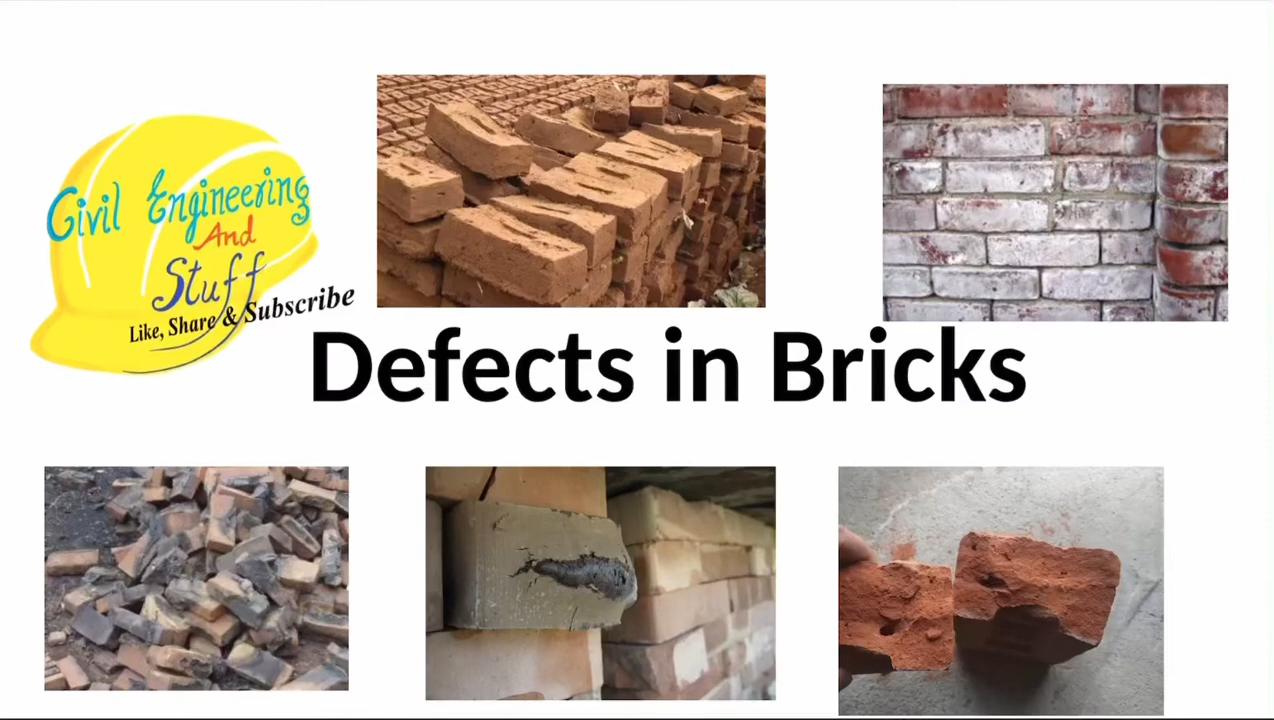 Civil Engineering
And
Stuff
Like, Share & Subscribe
Defects in Bricks